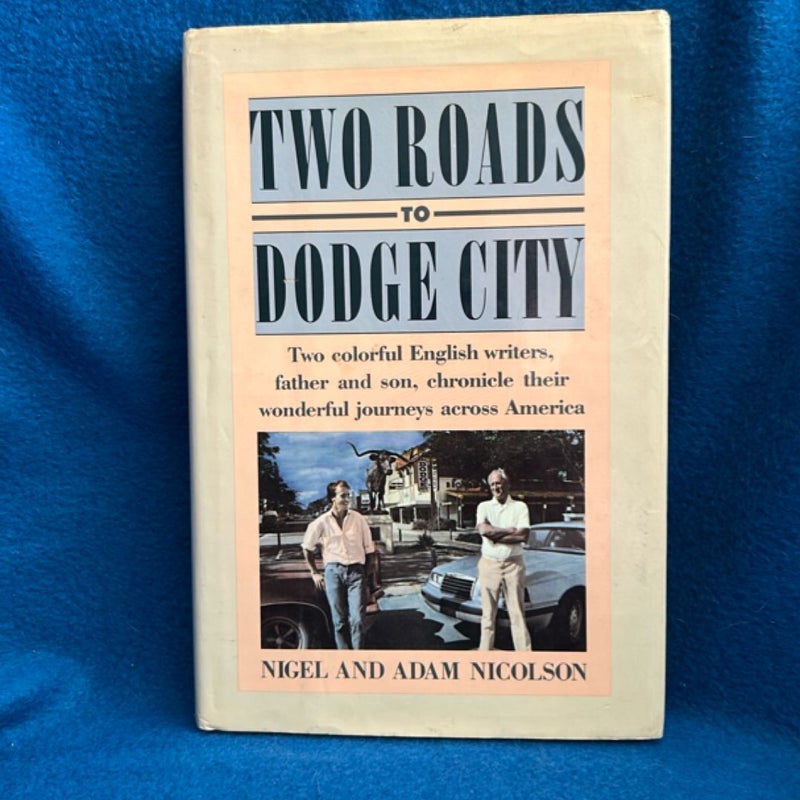 TWO ROADS
TO
DODGE CITY
Two colorful English writers,
father and son, chronicle their
wonderful journeys across America
DODGE
NIGEL AND ADAM NICOLSON